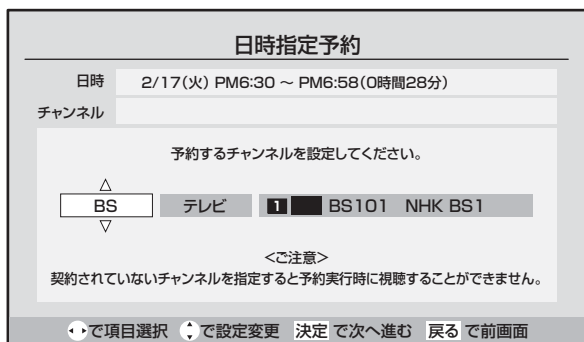 日時指定予約
日時 2/17(火) PM6:30 ~ PM6:58(0時間28分)
チャンネル
予約するチャンネルを設定してください。
BS テレビ 1 BS101 NHK BS1
<ご注意>
契約されていないチャンネルを指定すると予約実行時に視聴することができません。
で項目選択 で設定変更 決定 で次へ進む 戻る で前画面